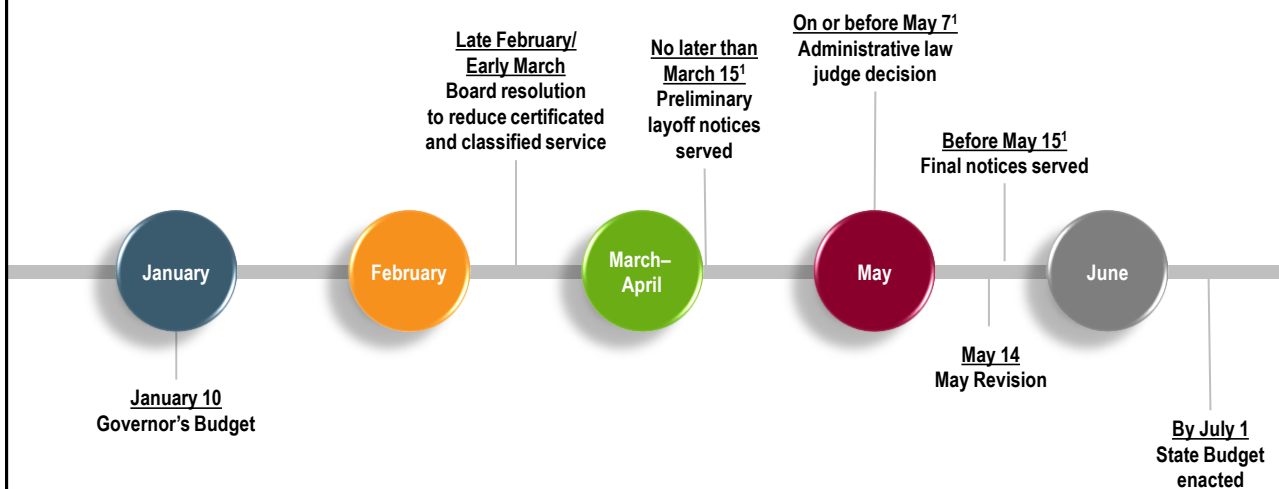 Late February/
Early March
Board resolution
to reduce certificated
and classified service
No later than
March 15¹
Preliminary
layoff notices
served
On or before May 7¹
Administrative law
judge decision
Before May 15¹
Final notices served
January
February
March–
April
May
June
January 10
Governor’s Budget
May 14
May Revision
By July 1
State Budget
enacted